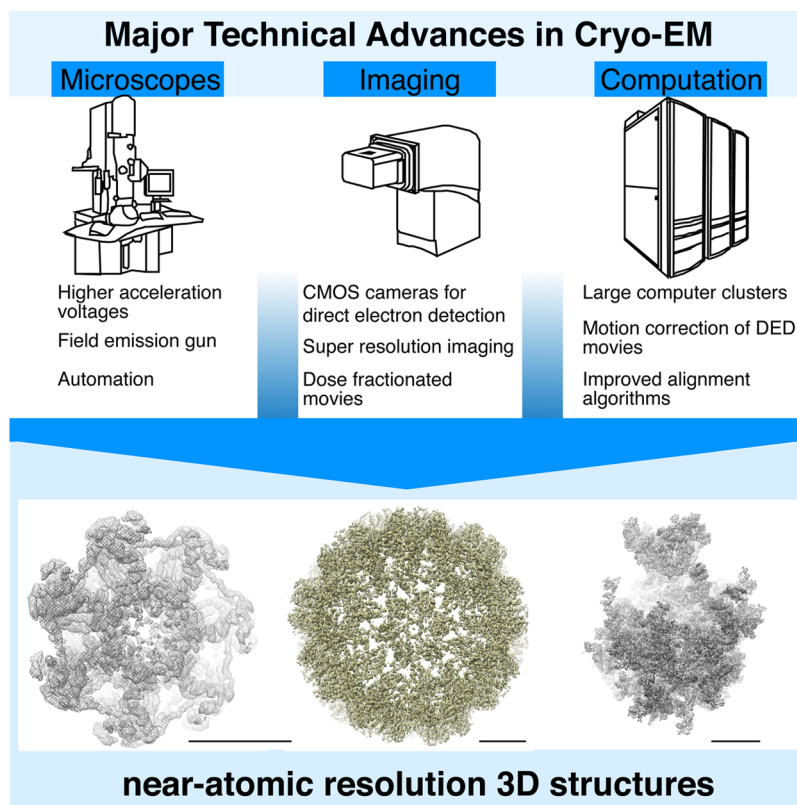 Major Technical Advances in Cryo-EM
Microscopes
Higher acceleration
voltages
Field emission gun
Automation
Imaging
CMOS cameras for
direct electron detection
Super resolution imaging
Dose fractionated
movies
Computation
Large computer clusters
Motion correction of DED
movies
Improved alignment
algorithms
near-atomic resolution 3D structures